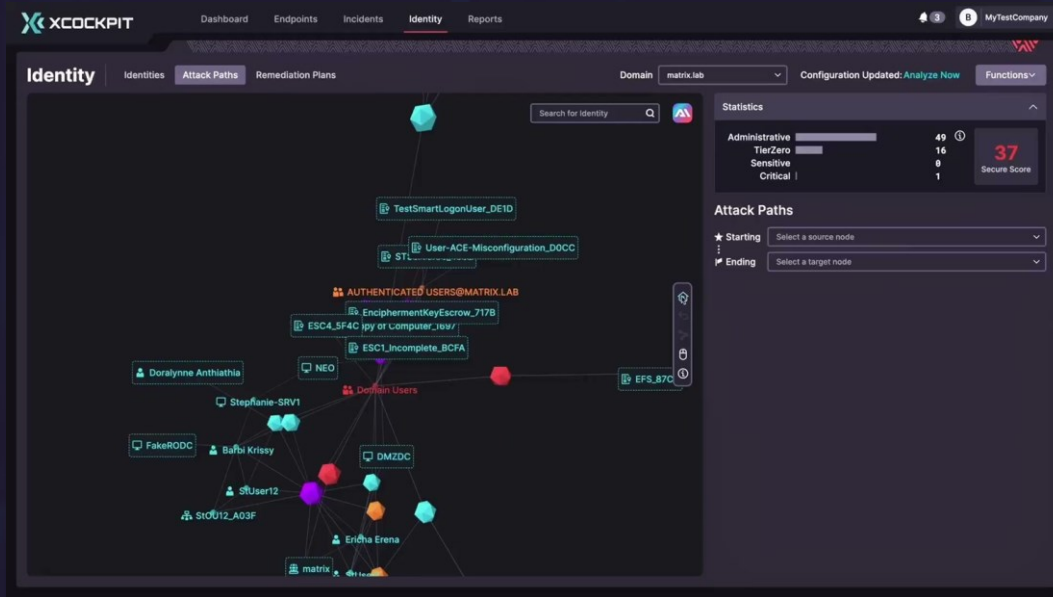 XCOCKPIT
Dashboard
Endpoints
Incidents
Identity
Reports
3
B
MyTestCompany
Identity
Identities
Attack Paths
Remediation Plans
Domain
matrix.lab
Configuration Updated: Analyze Now
Functions
Search for Identity
TestSmartLogonUser_DE1D
User-ACE-Misconfiguration_D0CC
AUTHENTICATED USERS@MATRIX.LAB
EnciphermentKeyEscrow_717B
ESC4_5F4C
py of Computer_1697
ESC1_Incomplete_BCFA
Doralynne Anthiathia
NEO
Domain Users
EFS_87C
Stephanie-SRV1
FakeRODC
Barbi Krissy
DMZDC
StUser12
StOU12_A03F
Ericha Erena
matrix
Statistics
Administrative 49
TierZero 16
Sensitive 0
Critical 1
37
Secure Score
Attack Paths
Starting
Select a source node
Ending
Select a target node